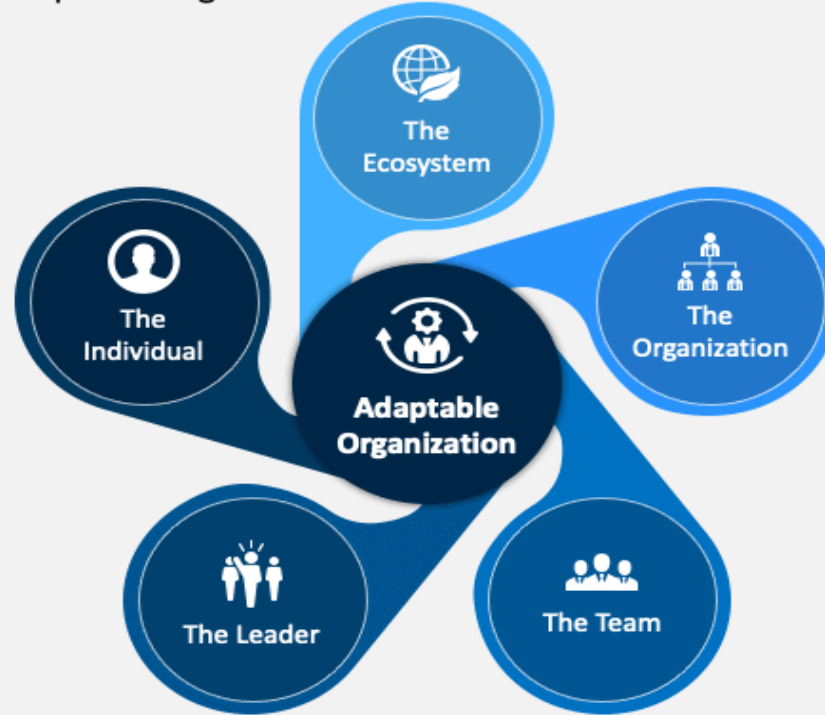 The
Ecosystem
The
Organization
The Team
The Leader
The
Individual
Adaptable
Organization